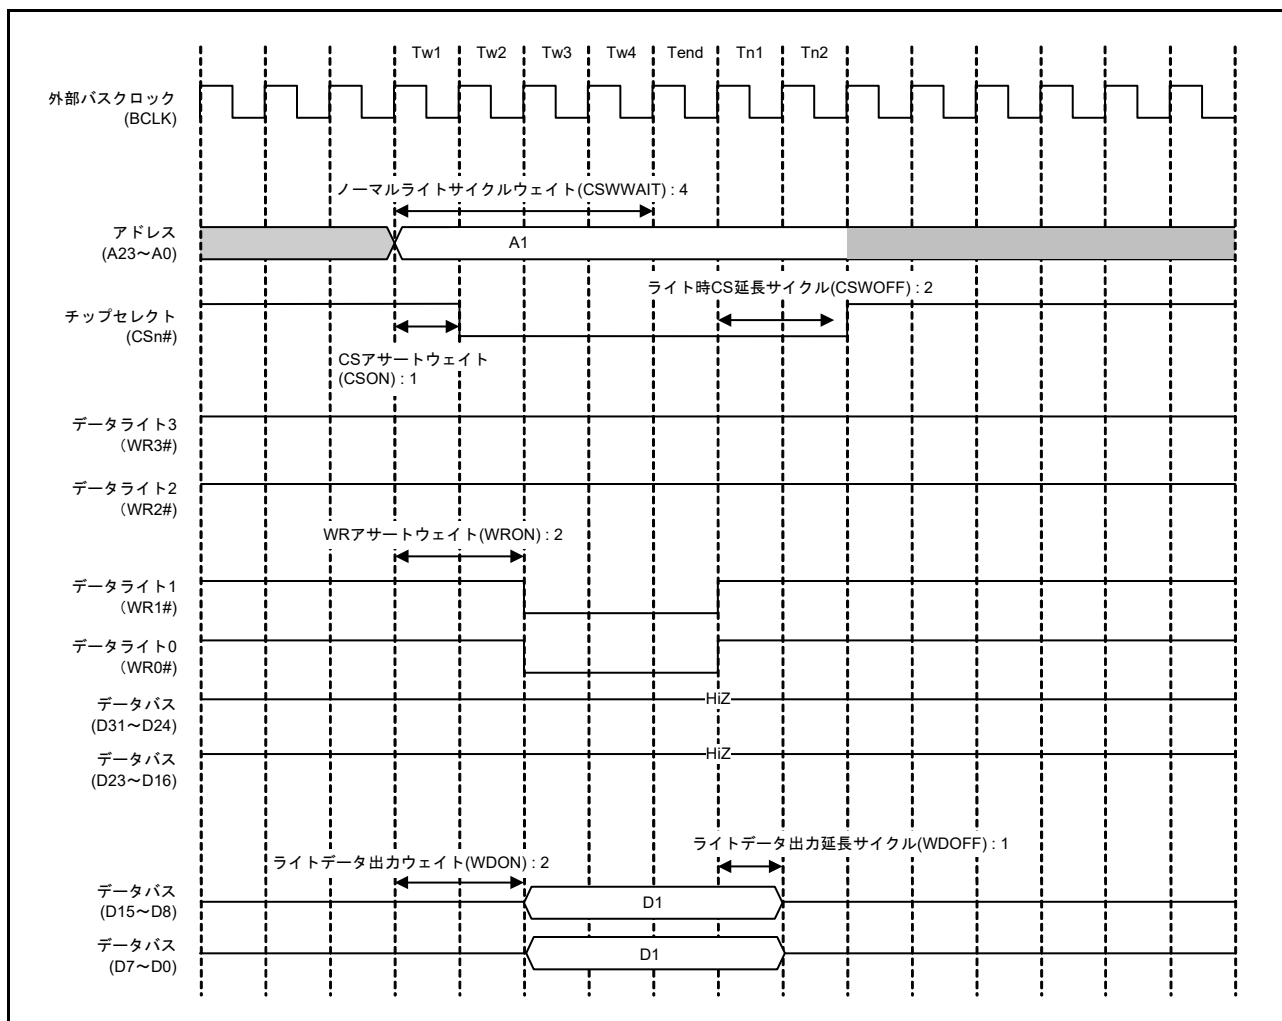 Tw1 Tw2 Tw3 Tw4 Tend Tn1 Tn2
外部バスクロック
(BCLK)
ノーマルライトサイクルウェイト(CSWWAIT) : 4
アドレス
(A23～A0)
A1
ライト時CS延長サイクル(CSWOFF) : 2
チップセレクト
(CSn#)
CSアサートウェイト
(CSON) : 1
データライト3
（WR3#)
データライト2
（WR2#)
WRアサートウェイト(WRON) : 2
データライト1
（WR1#)
データライト0
（WR0#)
データバス
(D31～D24)
HiZ
データバス
(D23～D16)
HiZ
ライトデータ出力延長サイクル(WDOFF) : 1
ライトデータ出力ウェイト(WDON) : 2
データバス
(D15～D8)
D1
データバス
(D7～D0)
D1